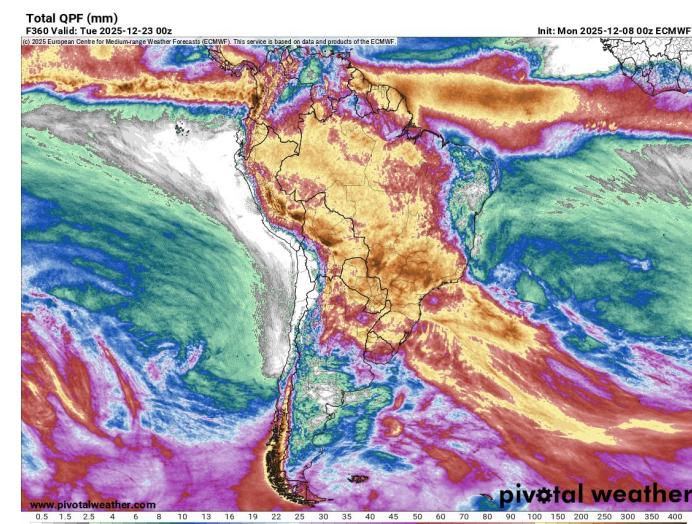 Total QPF (mm)
F360 Valid: Tue 2025-12-23 00z Init: Mon 2025-12-08 00z ECMWF
(c) 2025 European Centre for Medium-range Weather Forecasts (ECMWF). This service is based on data and products of the ECMWF.
www.pivotalweather.com
pivotal weather
0.5 1.5 2.5 4 6 8 10 13 16 19 22 25 30 35 40 45 50 60 70 80 90 100 150 200 250 300 350 400